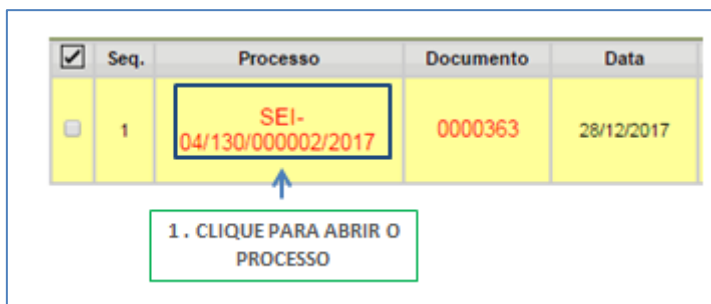 Seq. Processo Documento Data
1 SEI-04/130/000002/2017 0000363 28/12/2017
1 . CLIQUE PARA ABRIR O
PROCESSO